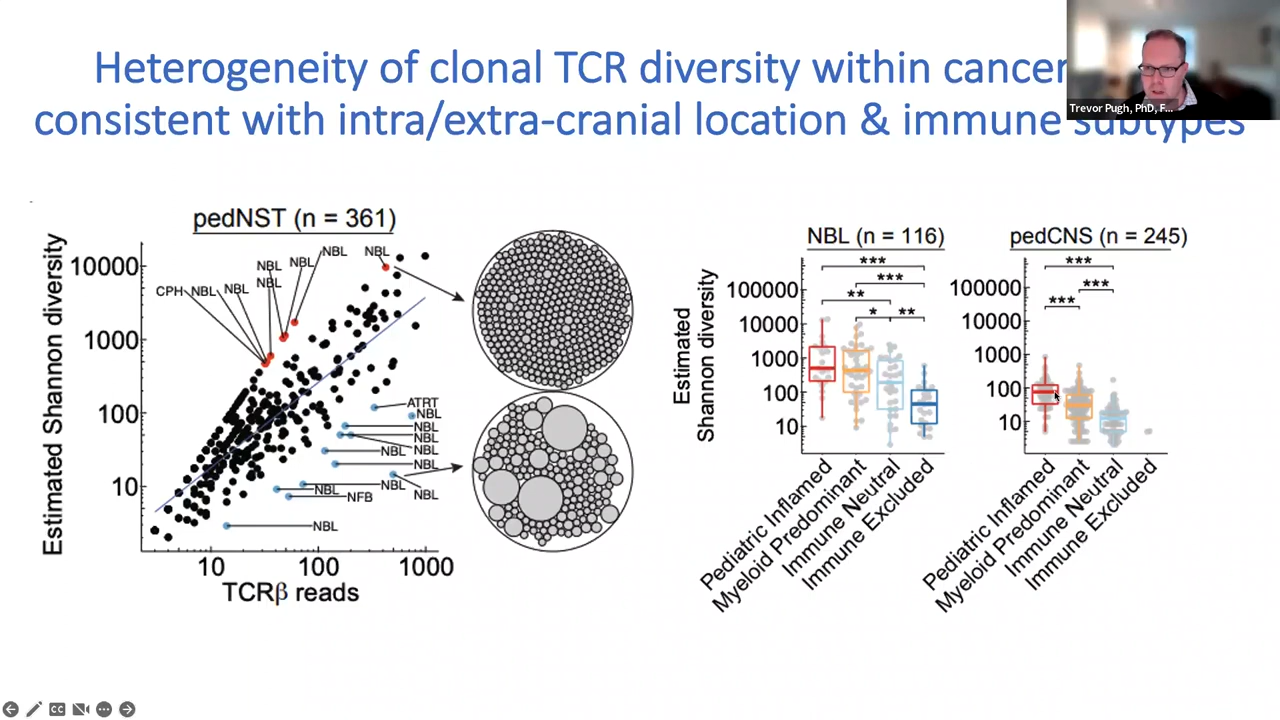 Heterogeneity of clonal TCR diversity within cancer
consistent with intra/extra-cranial location & immune subtypes
Trevor Pugh, PhD, F...
pedNST (n = 361)
Estimated Shannon diversity
10000
1000
100
10
10
100
1000
TCRβ reads
CPH
NBL
NBL
NBL
NBL
NBL
NBL
NBL
ATRT
NBL
NBL
NBL
NBL
NBL
NBL
NBL
NBL
NBL
NFB
NBL
NBL (n = 116)
Estimated
Shannon diversity
100000
10000
1000
100
10
***
***
**
*
**
Pediatric Inflamed
Myeloid Predominant
Immune Neutral
Immune Excluded
pedCNS (n = 245)
100000
10000
1000
100
10
***
***
***
Pediatric Inflamed
Myeloid Predominant
Immune Neutral
Immune Excluded
CC